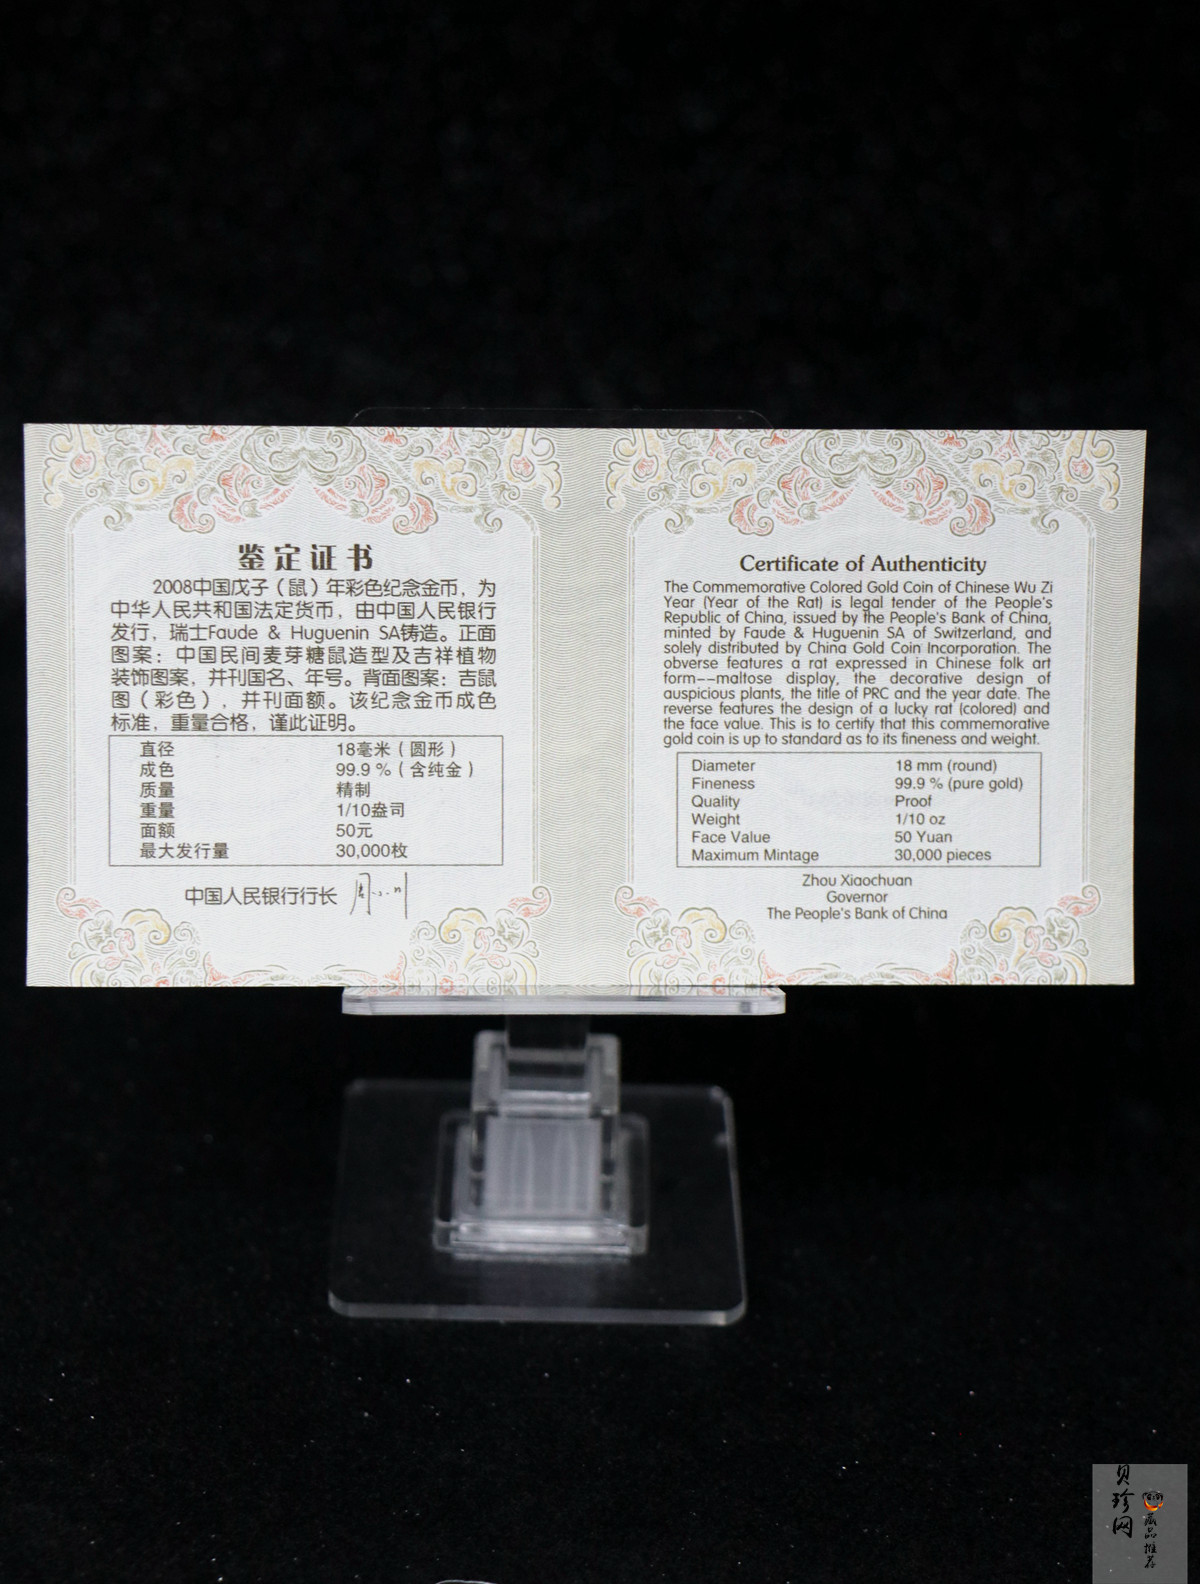 鉴定证书
2008中国戊子（鼠）年彩色纪念金币，为
中华人民共和国法定货币，由中国人民银行
发行，瑞士Faude & Huguenin SA铸造。正面
图案：中国民间麦芽糖鼠造型及吉祥植物
装饰图案，并刊国名、年号。背面图案：吉鼠
图（彩色），并刊面额。该纪念金币成色
标准，重量合格，谨此证明。
直径 18毫米（圆形）
成色 99.9 %（含纯金）
质量 精制
重量 1/10盎司
面额 50元
最大发行量 30,000枚
中国人民银行行长
Certificate of Authenticity
The Commemorative Colored Gold Coin of Chinese Wu Zi
Year (Year of the Rat) is legal tender of the People's
Republic of China, issued by the People's Bank of China,
minted by Faude & Huguenin SA of Switzerland, and
solely distributed by China Gold Coin Incorporation. The
obverse features a rat expressed in Chinese folk art
form--maltose display, the decorative design of
auspicious plants, the title of PRC and the year date. The
reverse features the design of a lucky rat (colored) and
the face value. This is to certify that this commemorative
gold coin is up to standard as to its fineness and weight.
Diameter 18 mm (round)
Fineness 99.9 % (pure gold)
Quality Proof
Weight 1/10 oz
Face Value 50 Yuan
Maximum Mintage 30,000 pieces
Zhou Xiaochuan
Governor
The People's Bank of China
贝珍网
藏品推荐